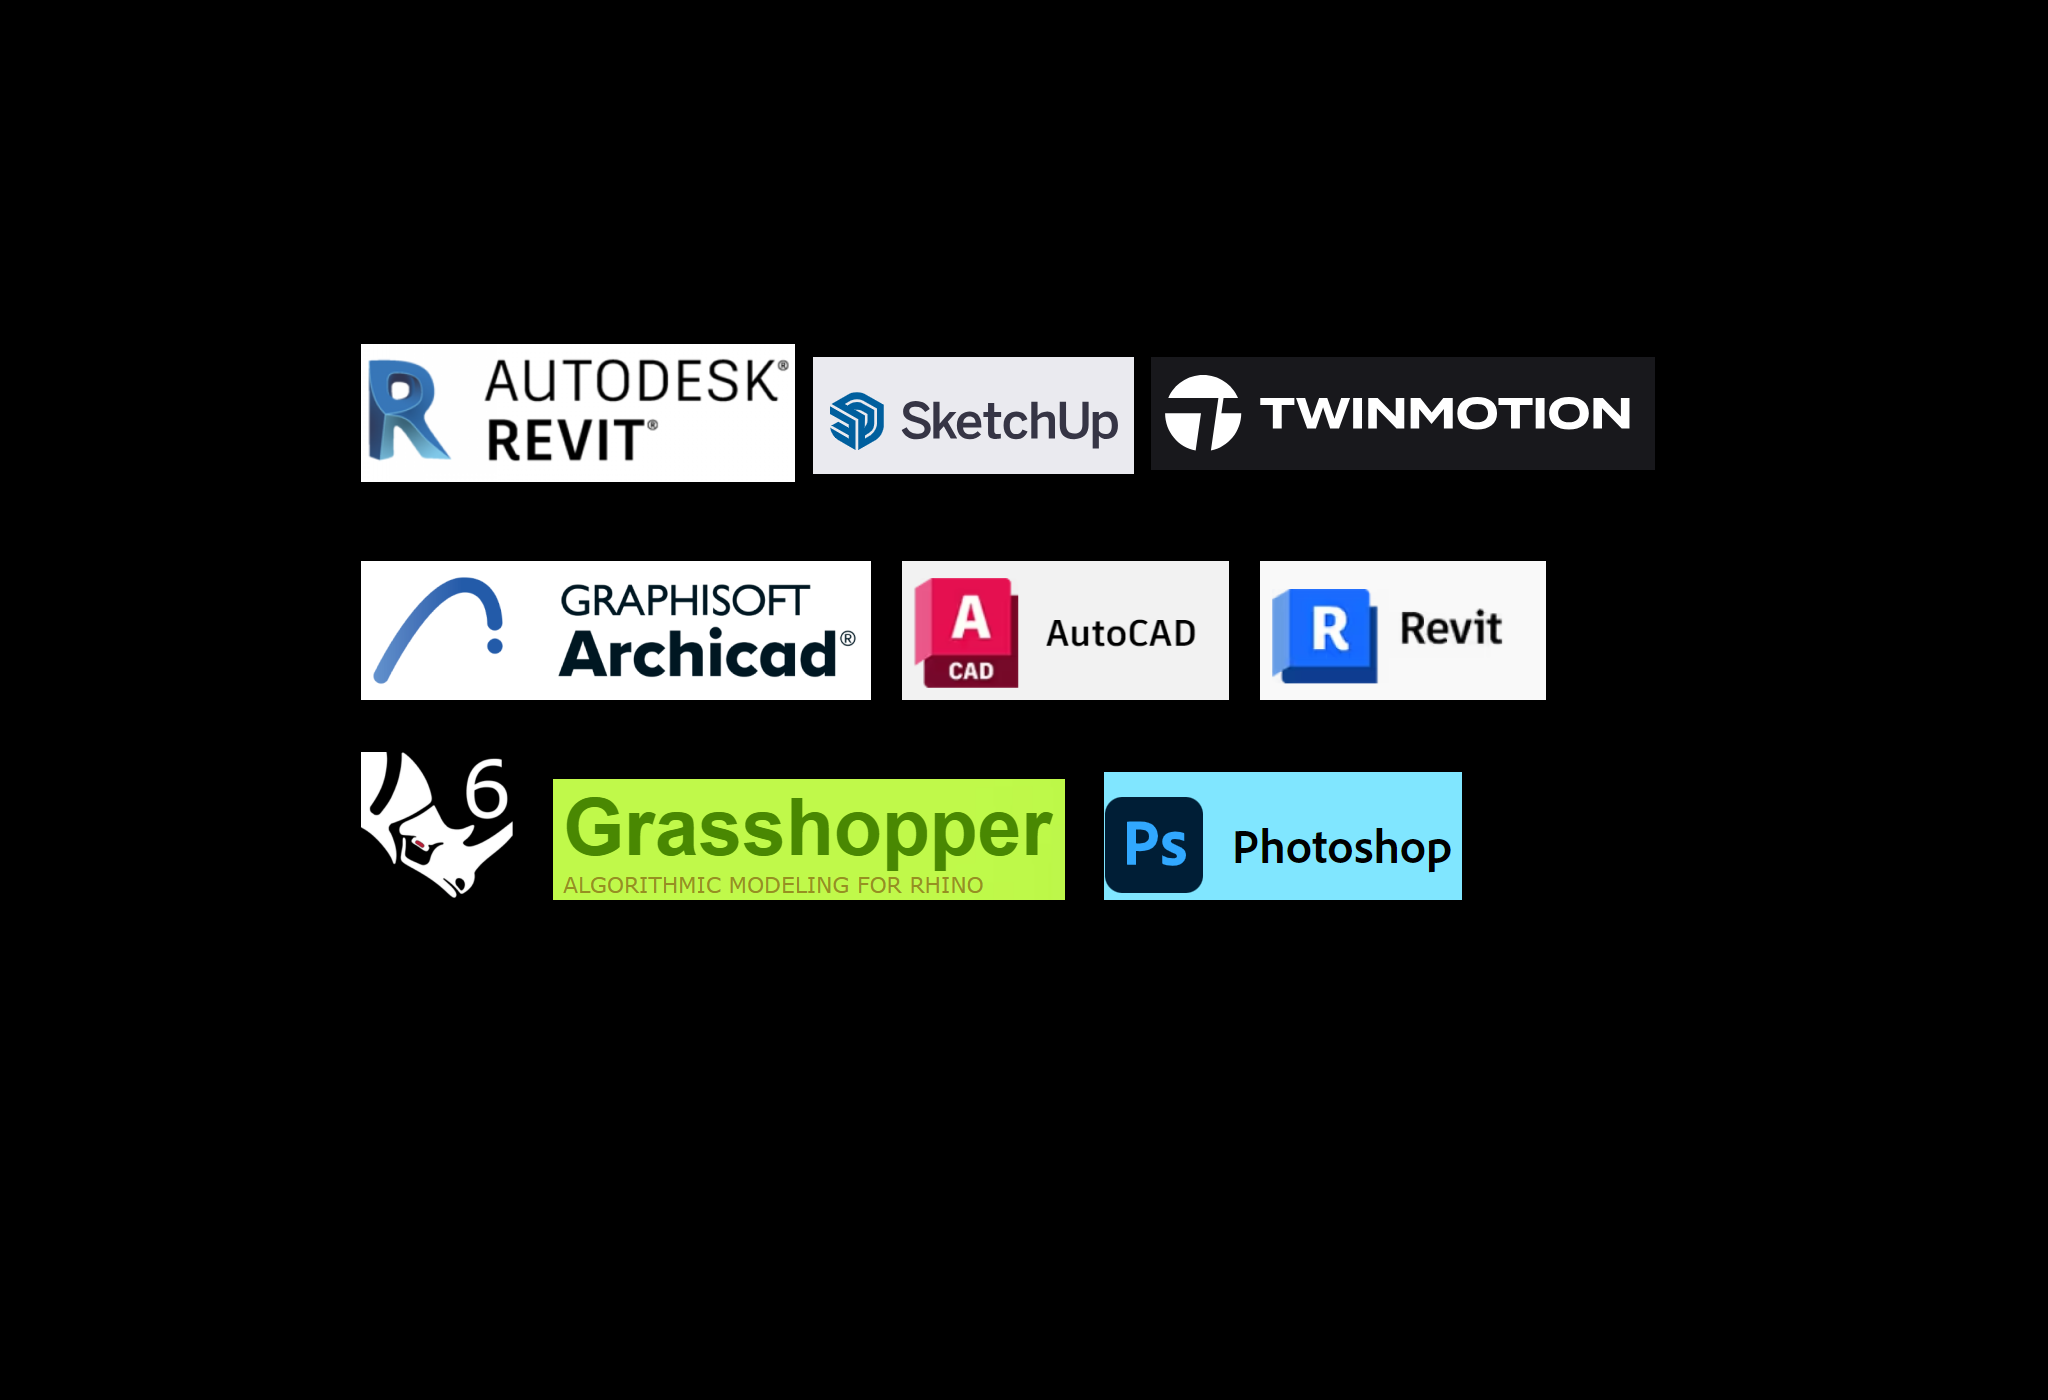 R AUTODESK®
REVIT®
SketchUp
TWINMOTION
GRAPHISOFT
Archicad®
A
CAD
AutoCAD
R
Revit
6
Grasshopper
ALGORITHMIC MODELING FOR RHINO
Ps
Photoshop